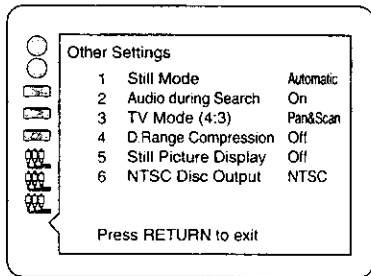 Other Settings
1 Still Mode Automatic
2 Audio during Search On
3 TV Mode (4:3) Pan&Scan
4 D.Range Compression Off
5 Still Picture Display Off
6 NTSC Disc Output NTSC
Press RETURN to exit